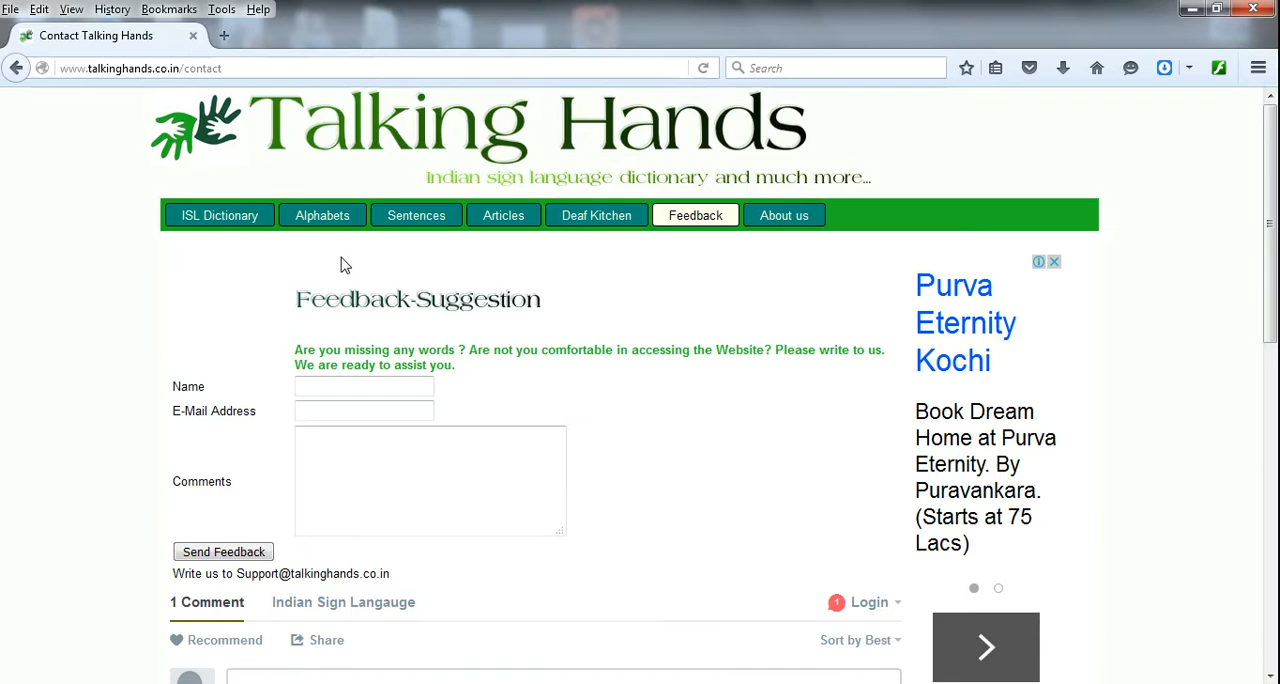 File Edit View History Bookmarks Tools Help
Contact Talking Hands
www.talkinghands.co.in/contact
Search
Talking Hands
Indian sign language dictionary and much more...
ISL Dictionary Alphabets Sentences Articles Deaf Kitchen Feedback About us
Feedback-Suggestion
Are you missing any words ? Are not you comfortable in accessing the Website? Please write to us.
We are ready to assist you.
Name
E-Mail Address
Comments
Send Feedback
Write us to Support@talkinghands.co.in
1 Comment Indian Sign Langauge 1 Login
Recommend Share Sort by Best
Purva
Eternity
Kochi
Book Dream
Home at Purva
Eternity. By
Puravankara.
(Starts at 75
Lacs)